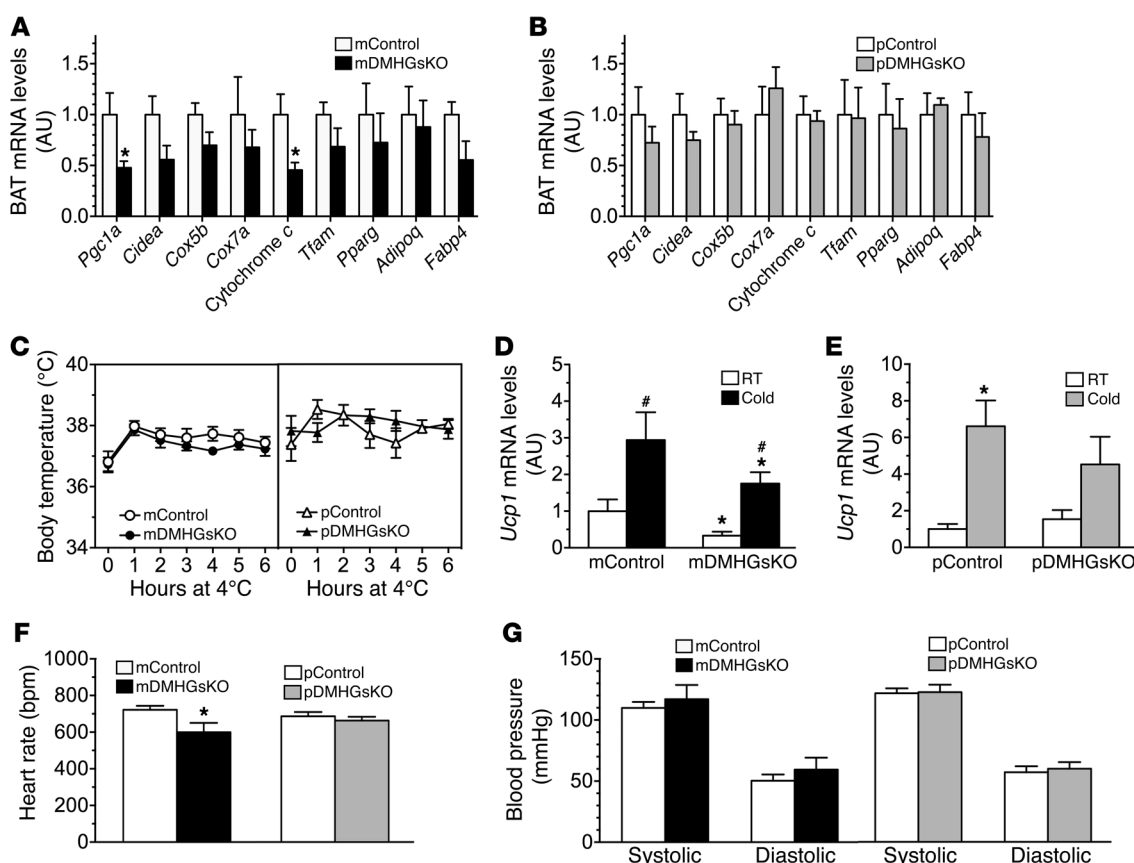 A
BAT mRNA levels
(AU)
1.5
1.0
0.5
0.0
mControl
mDMHGsKO
*
*
Pgc1a
Cidea
Cox5b
Cox7a
Cytochrome c
Tfam
Pparg
Adipoq
Fabp4
B
BAT mRNA levels
(AU)
1.5
1.0
0.5
0.0
pControl
pDMHGsKO
Pgc1a
Cidea
Cox5b
Cox7a
Cytochrome c
Tfam
Pparg
Adipoq
Fabp4
C
Body temperature (°C)
40
38
36
34
mControl
mDMHGsKO
pControl
pDMHGsKO
0 1 2 3 4 5 6 0 1 2 3 4 5 6
Hours at 4°C Hours at 4°C
D
Ucp1 mRNA levels
(AU)
5
4
3
2
1
0
RT
Cold
#
#
*
*
mControl mDMHGsKO
E
Ucp1 mRNA levels
(AU)
10
8
6
4
2
0
RT
Cold
*
pControl pDMHGsKO
F
Heart rate (bpm)
1000
800
600
400
200
0
mControl
mDMHGsKO
*
pControl
pDMHGsKO
G
Blood pressure
(mmHg)
150
100
50
0
mControl
mDMHGsKO
pControl
pDMHGsKO
Systolic Diastolic Systolic Diastolic